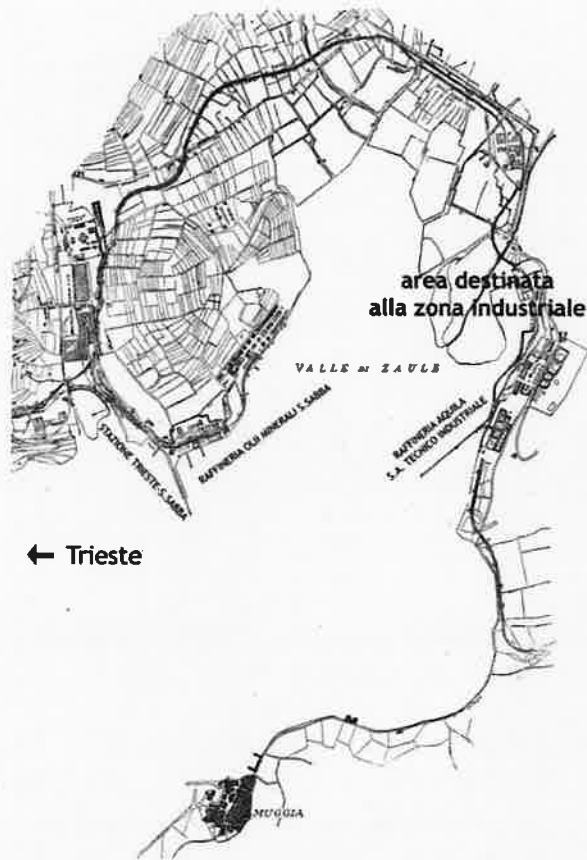 area destinata
alla zona industriale
VALLE DI ZAULE
STATIONE TRIESTE-S. SABBA
RAFFINERIA OLII MINERALI S. SABBA
RAFFINERIA AQUILA
S.A. TECNICO INDUSTRIALE
← Trieste
MUGGIA